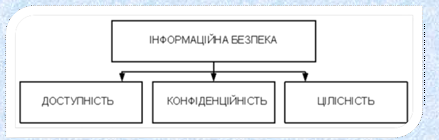 ІНФОРМАЦІЙНА БЕЗПЕКА
ДОСТУПНІСТЬ
КОНФІДЕНЦІЙНІСТЬ
ЦІЛІСНІСТЬ